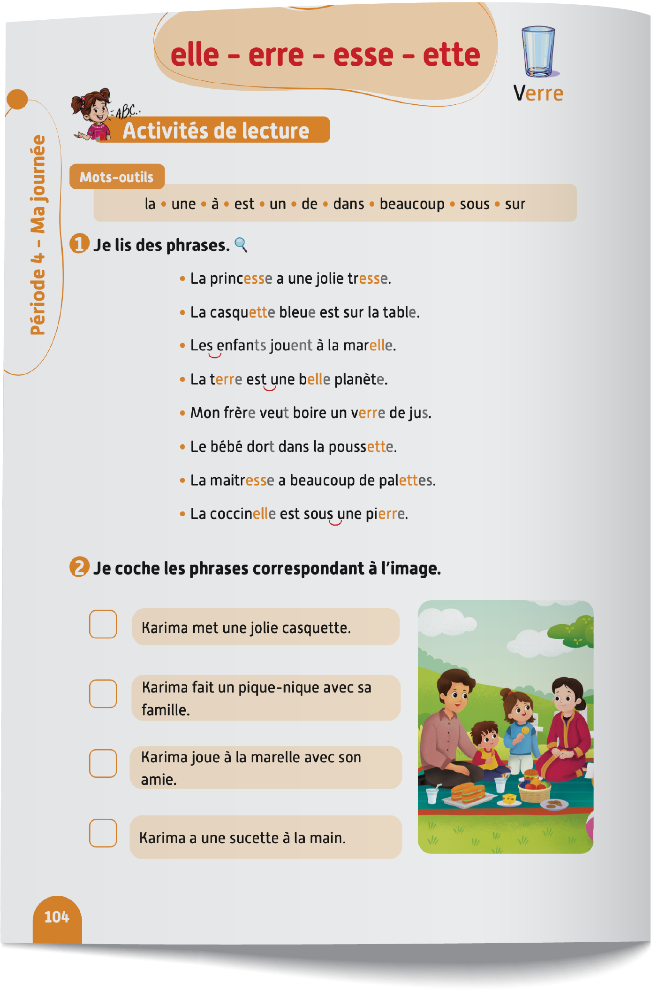 elle - erre - esse - ette
Verre
ABC..
Activités de lecture
Période 4 - Ma journée
Mots-outils
la • une • à • est • un • de • dans • beaucoup • sous • sur
1 Je lis des phrases.
• La princesse a une jolie tresse.
• La casquette bleue est sur la table.
• Les enfants jouent à la marelle.
• La terre est une belle planète.
• Mon frère veut boire un verre de jus.
• Le bébé dort dans la poussette.
• La maitresse a beaucoup de palettes.
• La coccinelle est sous une pierre.
2 Je coche les phrases correspondant à l'image.
Karima met une jolie casquette.
Karima fait un pique-nique avec sa
famille.
Karima joue à la marelle avec son
amie.
Karima a une sucette à la main.
104